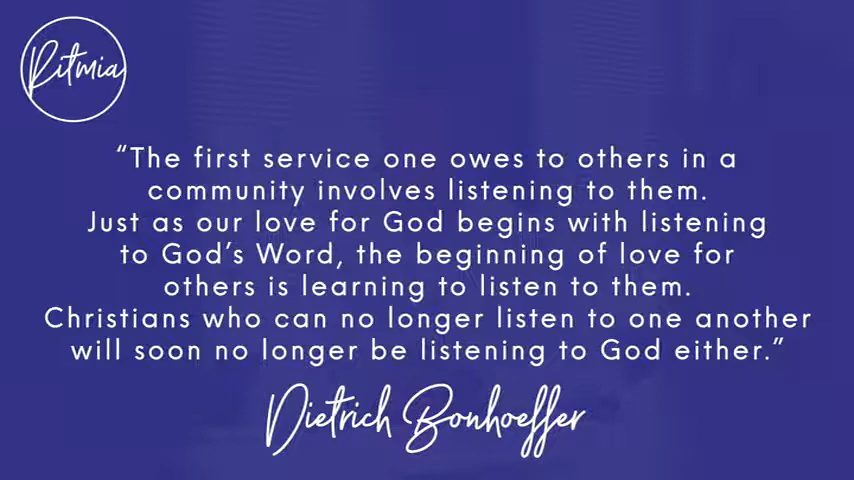 Ritmia
“The first service one owes to others in a
community involves listening to them.
Just as our love for God begins with listening
to God’s Word, the beginning of love for
others is learning to listen to them.
Christians who can no longer listen to one another
will soon no longer be listening to God either.”
Dietrich Bonhoeffer